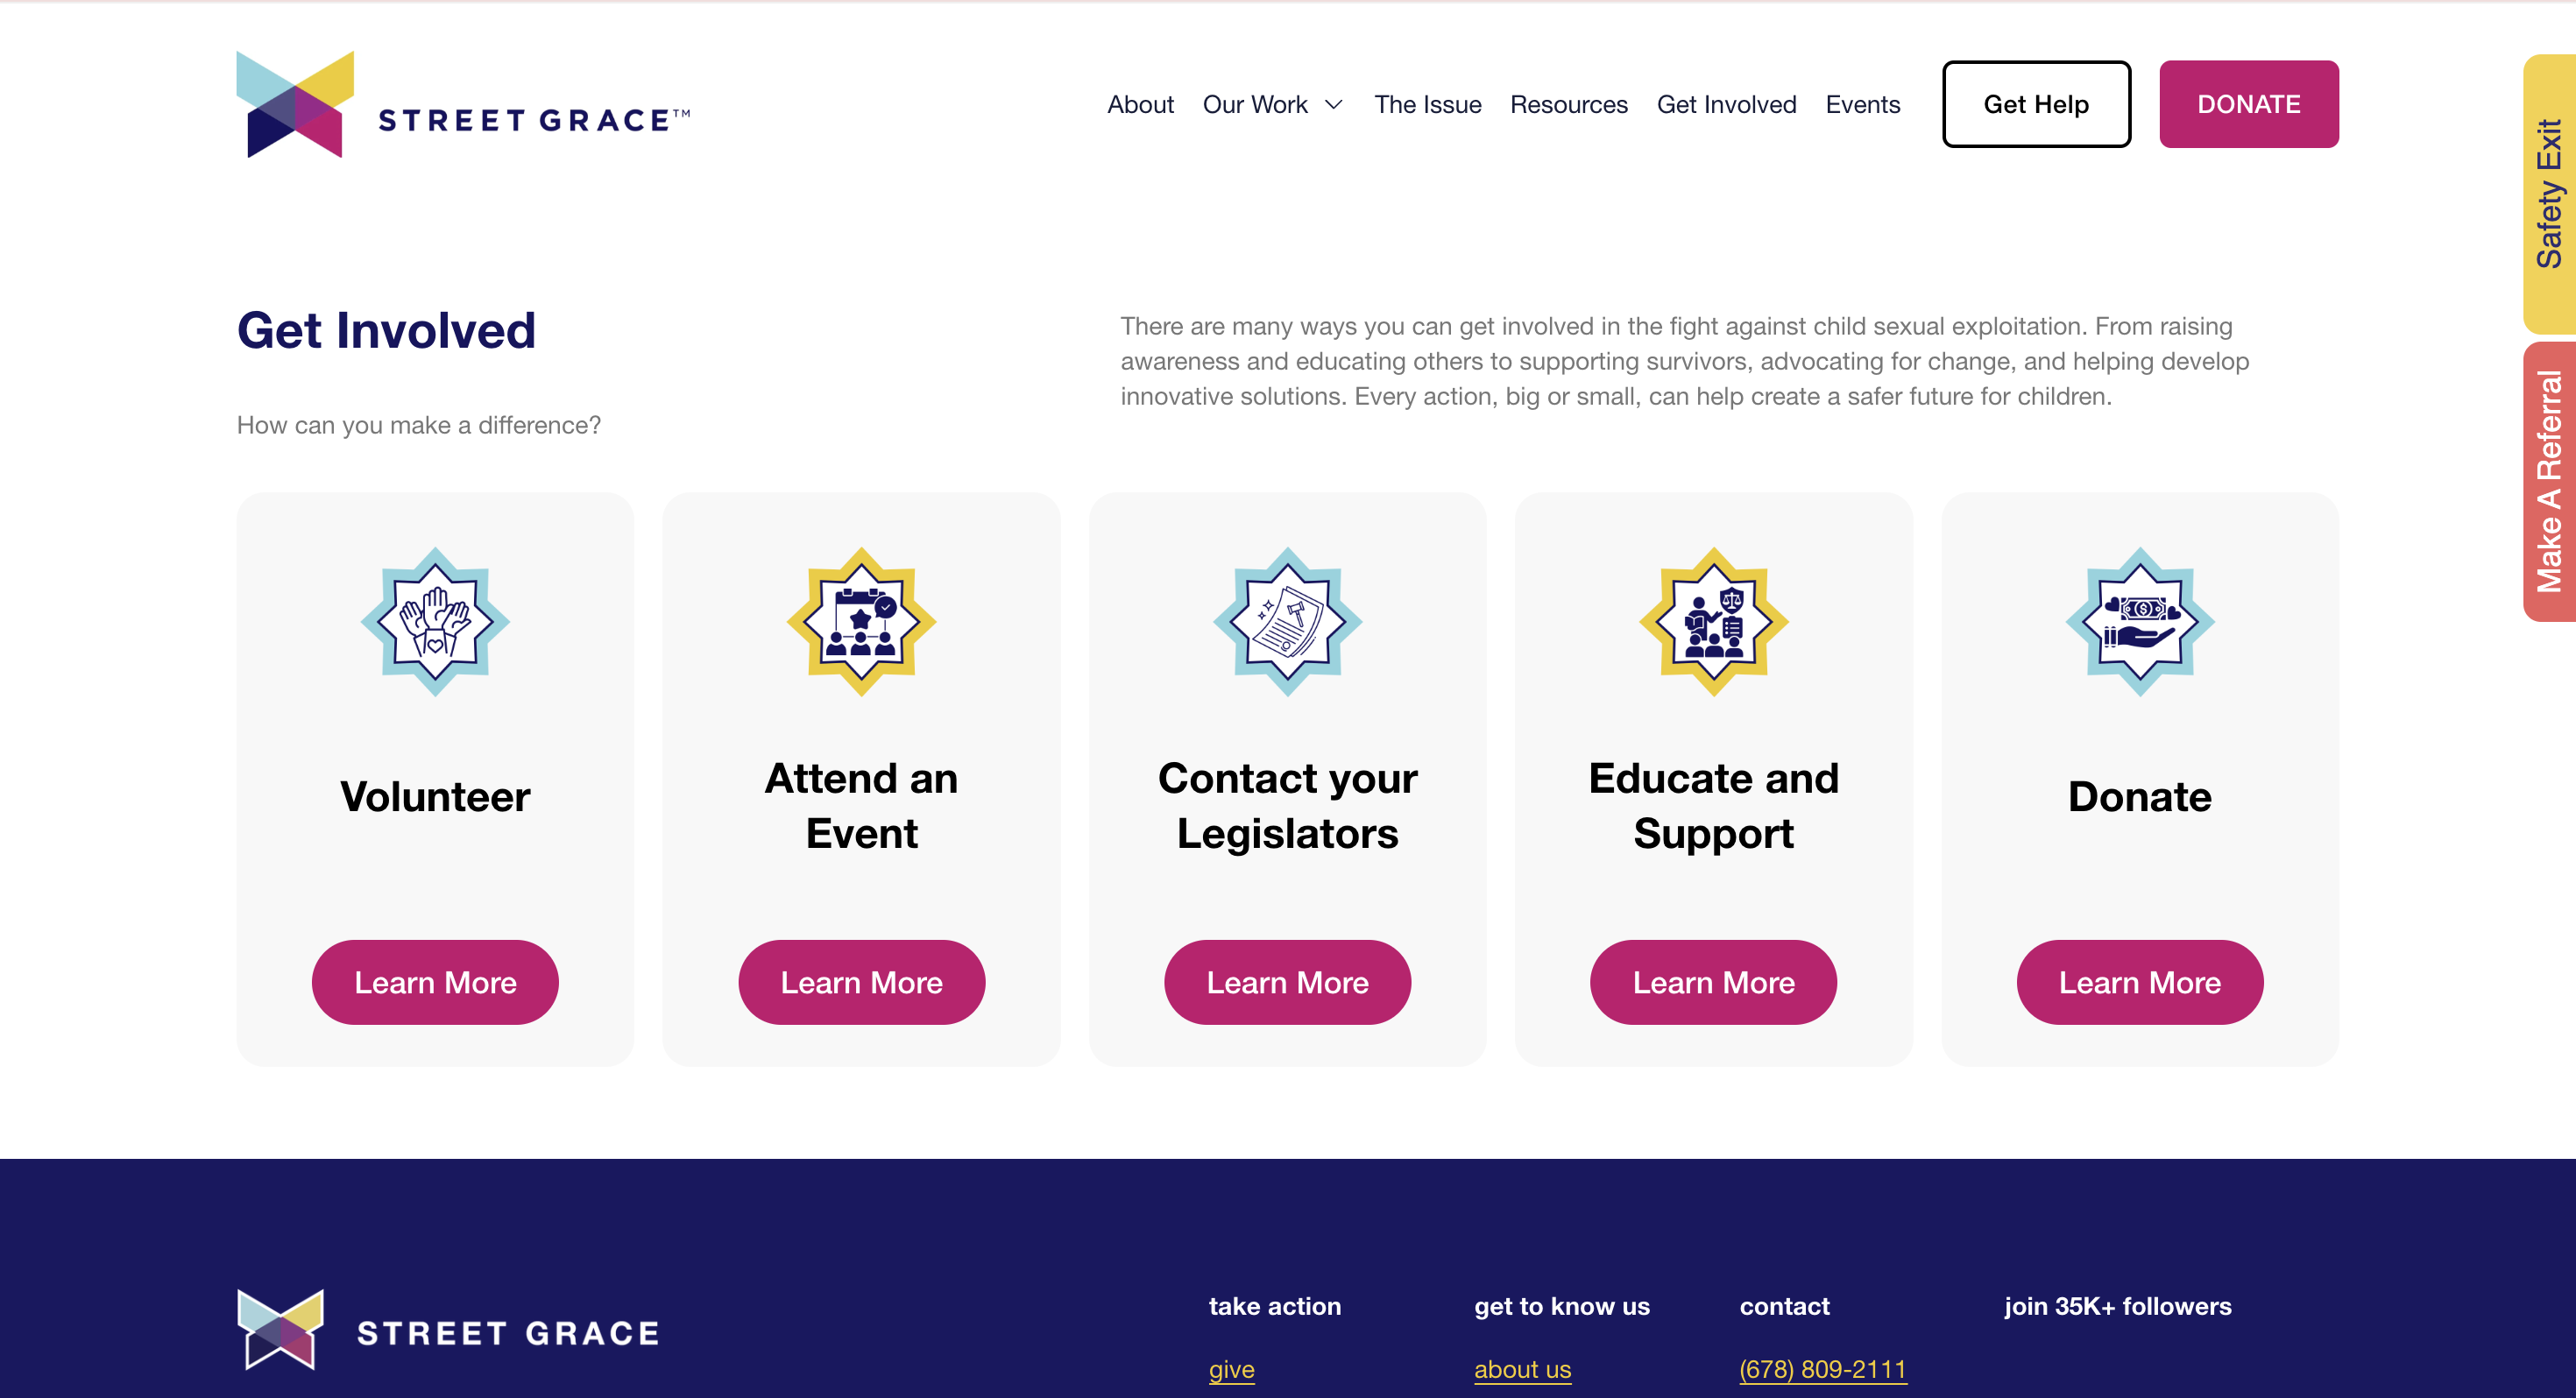 STREET GRACE™
About
Our Work
The Issue
Resources
Get Involved
Events
Get Help
DONATE
Safety Exit
Make A Referral
Get Involved
How can you make a difference?
There are many ways you can get involved in the fight against child sexual exploitation. From raising
awareness and educating others to supporting survivors, advocating for change, and helping develop
innovative solutions. Every action, big or small, can help create a safer future for children.
Volunteer
Learn More
Attend an
Event
Learn More
Contact your
Legislators
Learn More
Educate and
Support
Learn More
Donate
Learn More
STREET GRACE
take action
give
get to know us
about us
contact
(678) 809-2111
join 35K+ followers